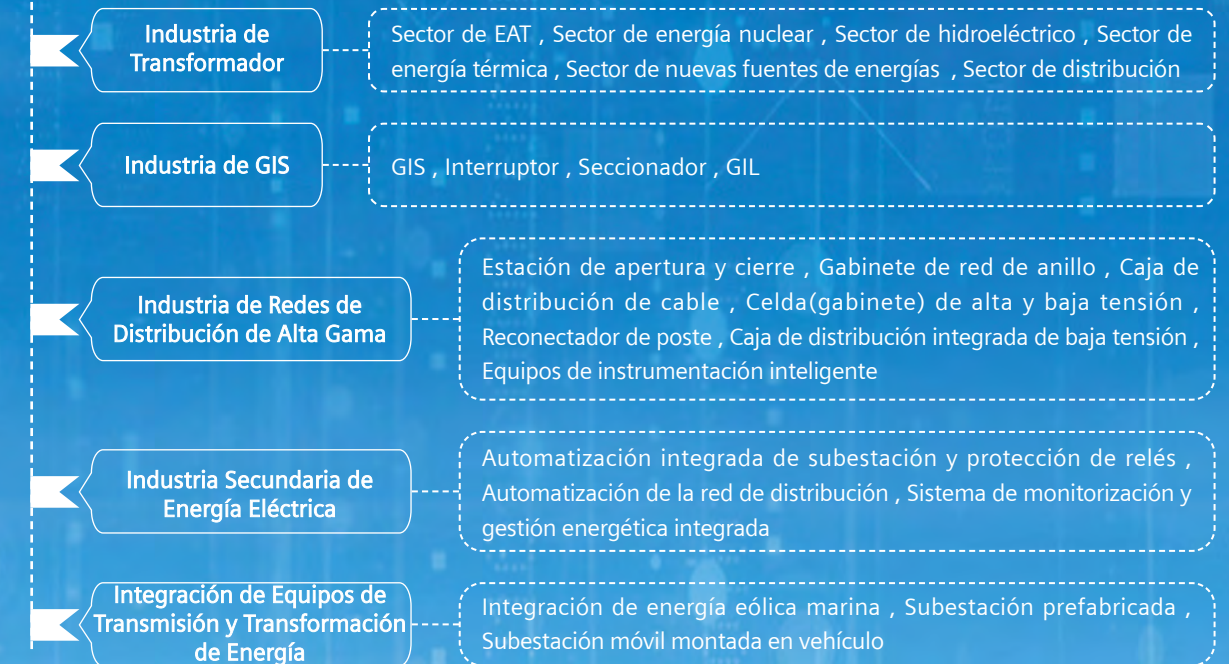 Industria de
Transformador
Sector de EAT , Sector de energía nuclear , Sector de hidroeléctrico , Sector de
energía térmica , Sector de nuevas fuentes de energías , Sector de distribución
Industria de GIS
GIS , Interruptor , Seccionador , GIL
Industria de Redes de
Distribución de Alta Gama
Estación de apertura y cierre , Gabinete de red de anillo , Caja de
distribución de cable , Celda(gabinete) de alta y baja tensión ,
Reconectador de poste , Caja de distribución integrada de baja tensión ,
Equipos de instrumentación inteligente
Industria Secundaria de
Energía Eléctrica
Automatización integrada de subestación y protección de relés ,
Automatización de la red de distribución , Sistema de monitorización y
gestión energética integrada
Integración de Equipos de
Transmisión y Transformación
de Energía
Integración de energía eólica marina , Subestación prefabricada ,
Subestación móvil montada en vehículo